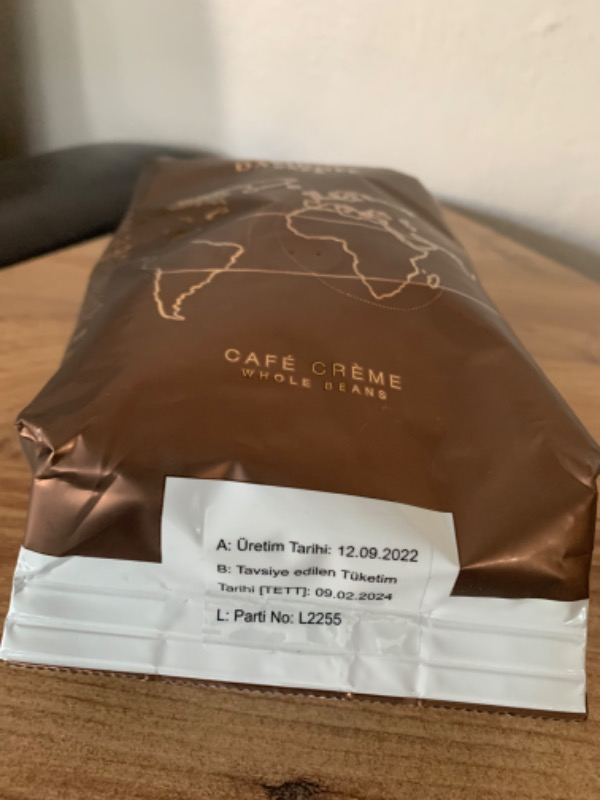 CAFÉ CRÈME
WHOLE BEANS
A: Üretim Tarihi: 12.09.2022
B: Tavsiye edilen Tüketim
Tarihi [TETT]: 09.02.2024
L: Parti No: L2255